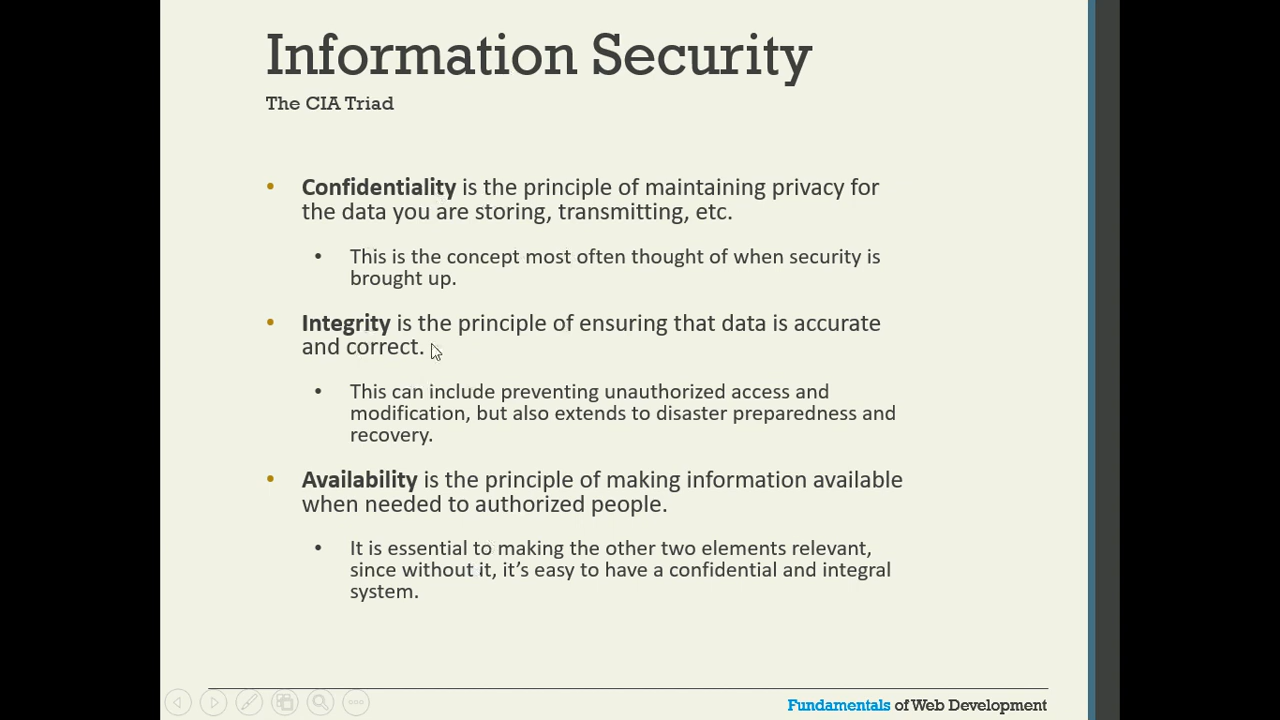 Information Security
The CIA Triad
• Confidentiality is the principle of maintaining privacy for
the data you are storing, transmitting, etc.
• This is the concept most often thought of when security is
brought up.
• Integrity is the principle of ensuring that data is accurate
and correct.
• This can include preventing unauthorized access and
modification, but also extends to disaster preparedness and
recovery.
• Availability is the principle of making information available
when needed to authorized people.
• It is essential to making the other two elements relevant,
since without it, it’s easy to have a confidential and integral
system.
Fundamentals of Web Development